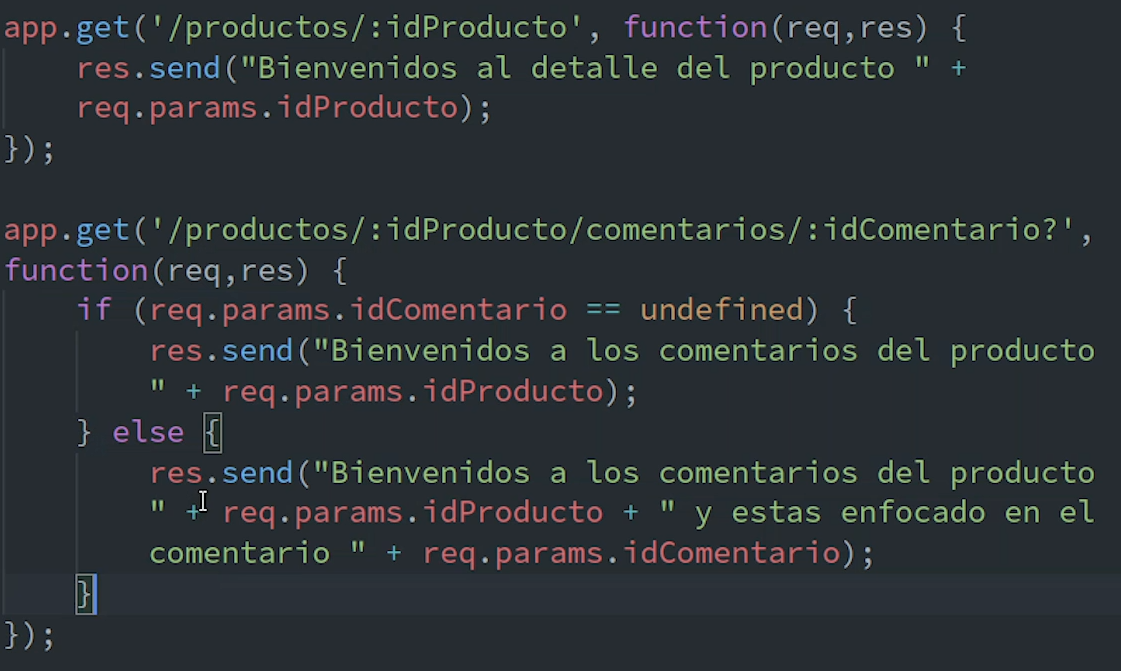 app.get('/productos/:idProducto', function(req,res) {
    res.send("Bienvenidos al detalle del producto " +
    req.params.idProducto);
});

app.get('/productos/:idProducto/comentarios/:idComentario?',
function(req,res) {
    if (req.params.idComentario == undefined) {
        res.send("Bienvenidos a los comentarios del producto
        " + req.params.idProducto);
    } else {
        res.send("Bienvenidos a los comentarios del producto
        " + req.params.idProducto + " y estas enfocado en el
        comentario " + req.params.idComentario);
    }
});